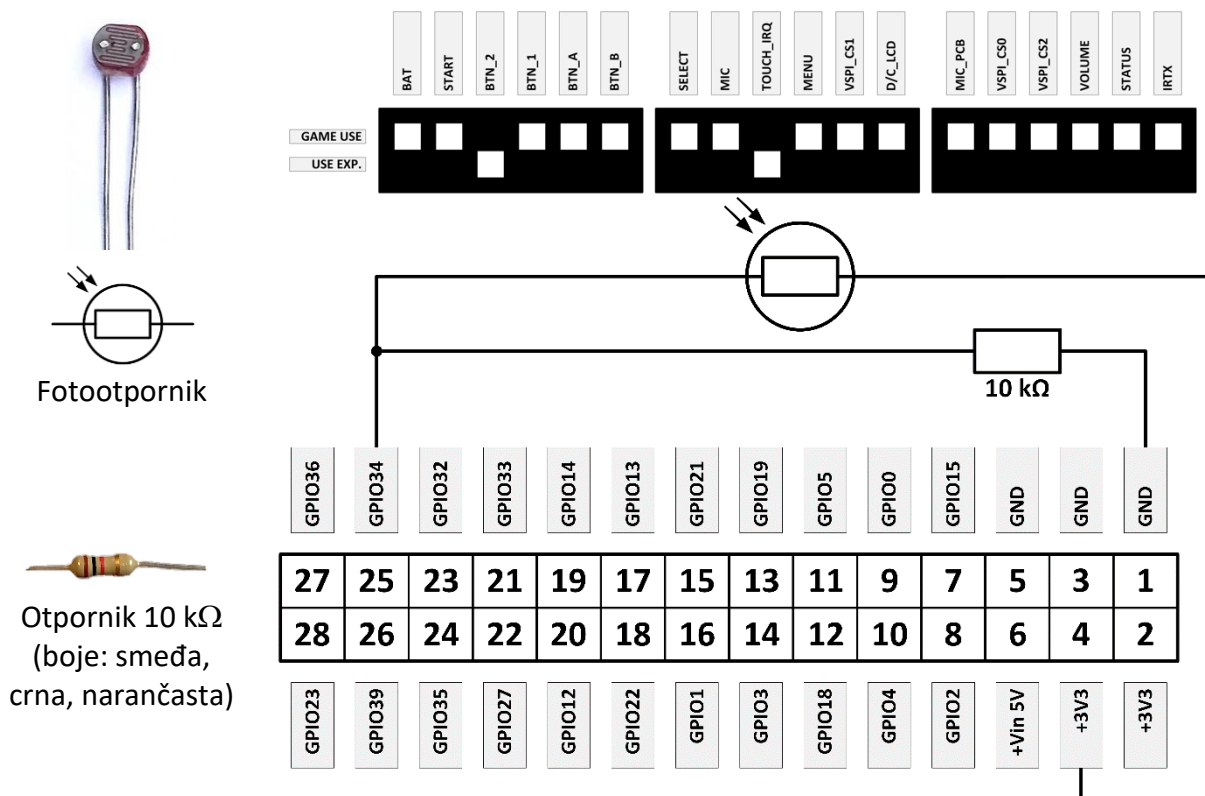 BAT
START
BTN_2
BTN_1
BTN_A
BTN_B
SELECT
MIC
TOUCH_IRQ
MENU
VSPI_CS1
D/C_LCD
MIC_PCB
VSPI_CS0
VSPI_CS2
VOLUME
STATUS
IRTX
GAME USE
USE EXP.
Fotootpornik
10 kΩ
GPIO36
GPIO34
GPIO32
GPIO33
GPIO14
GPIO13
GPIO21
GPIO19
GPIO5
GPIO0
GPIO15
GND
GND
GND
27 25 23 21 19 17 15 13 11 9 7 5 3 1
28 26 24 22 20 18 16 14 12 10 8 6 4 2
Otpornik 10 kΩ
(boje: smeđa,
crna, narančasta)
GPIO23
GPIO39
GPIO35
GPIO27
GPIO12
GPIO22
GPIO1
GPIO3
GPIO18
GPIO4
GPIO2
+Vin 5V
+3V3
+3V3